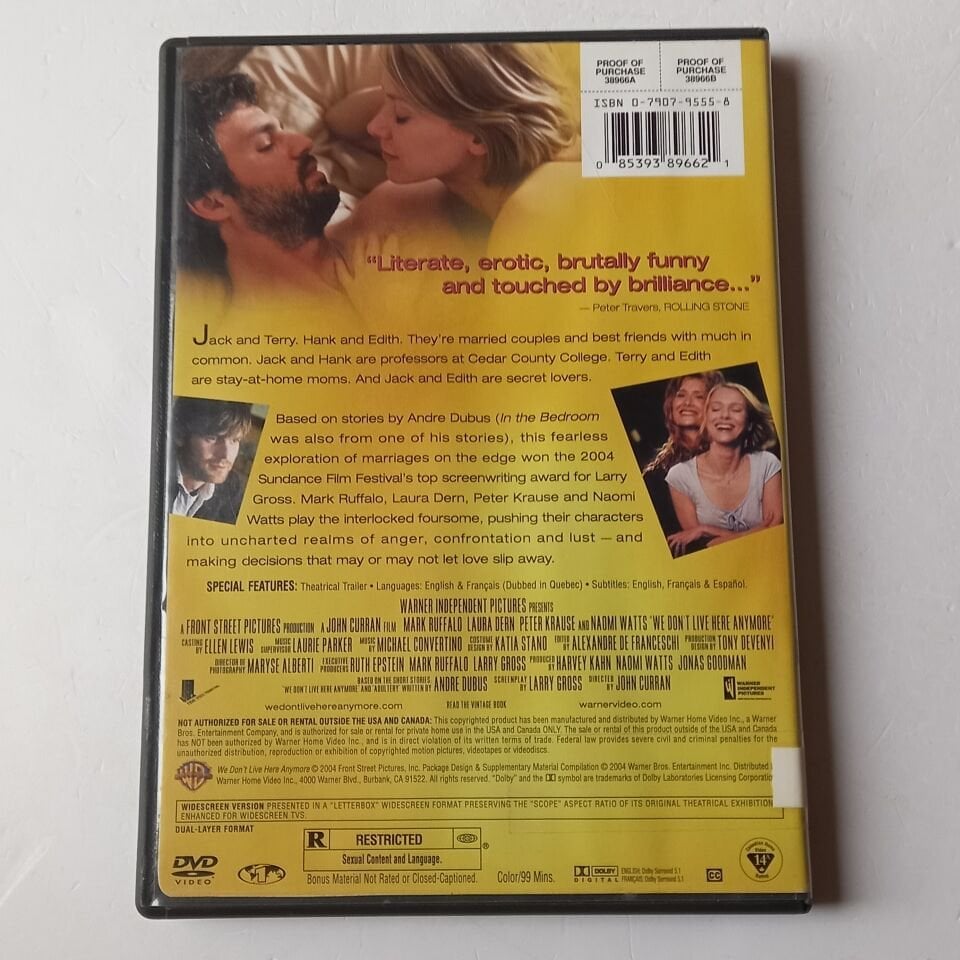 PROOF OF PURCHASE 38966A
PROOF OF PURCHASE 38966B
ISBN 0-7907-9555-8
0 85393 89662 1
“Literate, erotic, brutally funny
and touched by brilliance...”
— Peter Travers, ROLLING STONE
Jack and Terry. Hank and Edith. They’re married couples and best friends with much in
common. Jack and Hank are professors at Cedar County College. Terry and Edith
are stay-at-home moms. And Jack and Edith are secret lovers.
Based on stories by Andre Dubus (In the Bedroom
was also from one of his stories), this fearless
exploration of marriages on the edge won the 2004
Sundance Film Festival’s top screenwriting award for Larry
Gross. Mark Ruffalo, Laura Dern, Peter Krause and Naomi
Watts play the interlocked foursome, pushing their characters
into uncharted realms of anger, confrontation and lust — and
making decisions that may or may not let love slip away.
SPECIAL FEATURES: Theatrical Trailer • Languages: English & Français (Dubbed in Quebec) • Subtitles: English, Français & Español.
WARNER INDEPENDENT PICTURES PRESENTS
A FRONT STREET PICTURES PRODUCTION A JOHN CURRAN FILM MARK RUFFALO LAURA DERN PETER KRAUSE AND NAOMI WATTS 'WE DON'T LIVE HERE ANYMORE'
CASTING BY ELLEN LEWIS MUSIC SUPERVISOR LAURIE PARKER MUSIC BY MICHAEL CONVERTINO COSTUME DESIGN BY KATIA STANO EDITED BY ALEXANDRE DE FRANCESCHI PRODUCTION DESIGN BY TONY DEVENYI
DIRECTOR OF PHOTOGRAPHY MARYSE ALBERTI EXECUTIVE PRODUCERS RUTH EPSTEIN MARK RUFFALO LARRY GROSS PRODUCED BY HARVEY KAHN NAOMI WATTS JONAS GOODMAN
BASED ON THE SHORT STORIES 'WE DON'T LIVE HERE ANYMORE' AND 'ADULTERY' WRITTEN BY ANDRE DUBUS SCREENPLAY BY LARRY GROSS DIRECTED BY JOHN CURRAN
WARNER INDEPENDENT PICTURES
wedontlivehereanymore.com READ THE VINTAGE BOOK warnervideo.com
NOT AUTHORIZED FOR SALE OR RENTAL OUTSIDE THE USA AND CANADA: This copyrighted product has been manufactured and distributed by Warner Home Video Inc., a Warner
Bros. Entertainment Company, and is authorized for sale or rental for private home use in the USA and Canada ONLY. The sale or rental of this product outside of the USA and Canada
has NOT been authorized by Warner Home Video Inc., and is in direct violation of its written terms of trade. Federal law provides severe civil and criminal penalties for the
unauthorized distribution, reproduction or exhibition of copyrighted motion pictures, videotapes or videodiscs.
WB
We Don't Live Here Anymore © 2004 Front Street Pictures, Inc. Package Design & Supplementary Material Compilation © 2004 Warner Bros. Entertainment Inc. Distributed
Warner Home Video Inc., 4000 Warner Blvd., Burbank, CA 91522. All rights reserved. "Dolby" and the DD symbol are trademarks of Dolby Laboratories Licensing Corporatio
WIDESCREEN VERSION PRESENTED IN A "LETTERBOX" WIDESCREEN FORMAT PRESERVING THE "SCOPE" ASPECT RATIO OF ITS ORIGINAL THEATRICAL EXHIBITION.
ENHANCED FOR WIDESCREEN TVS.
DUAL-LAYER FORMAT
DVD VIDEO
1
R RESTRICTED ®
Sexual Content and Language.
Bonus Material Not Rated or Closed-Captioned.
Color/99 Mins.
DOLBY DIGITAL
ENGLISH: Dolby Surround 5.1
FRANÇAIS: Dolby Surround 5.1
CC
Canadian Home Video 14A Rated